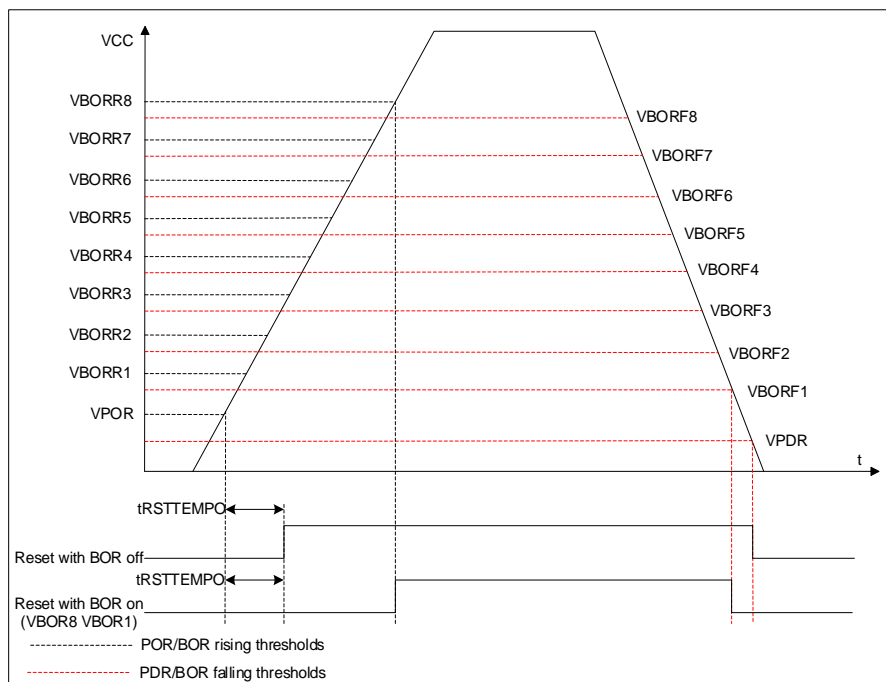 VCC
VBORR8
VBORF8
VBORR7
VBORF7
VBORR6
VBORF6
VBORR5
VBORF5
VBORR4
VBORF4
VBORR3
VBORF3
VBORR2
VBORF2
VBORR1
VBORF1
VPOR
VPDR
t
tRSTTEMPO
Reset with BOR off
tRSTTEMPO
Reset with BOR on
(VBOR8 VBOR1)
POR/BOR rising thresholds
PDR/BOR falling thresholds